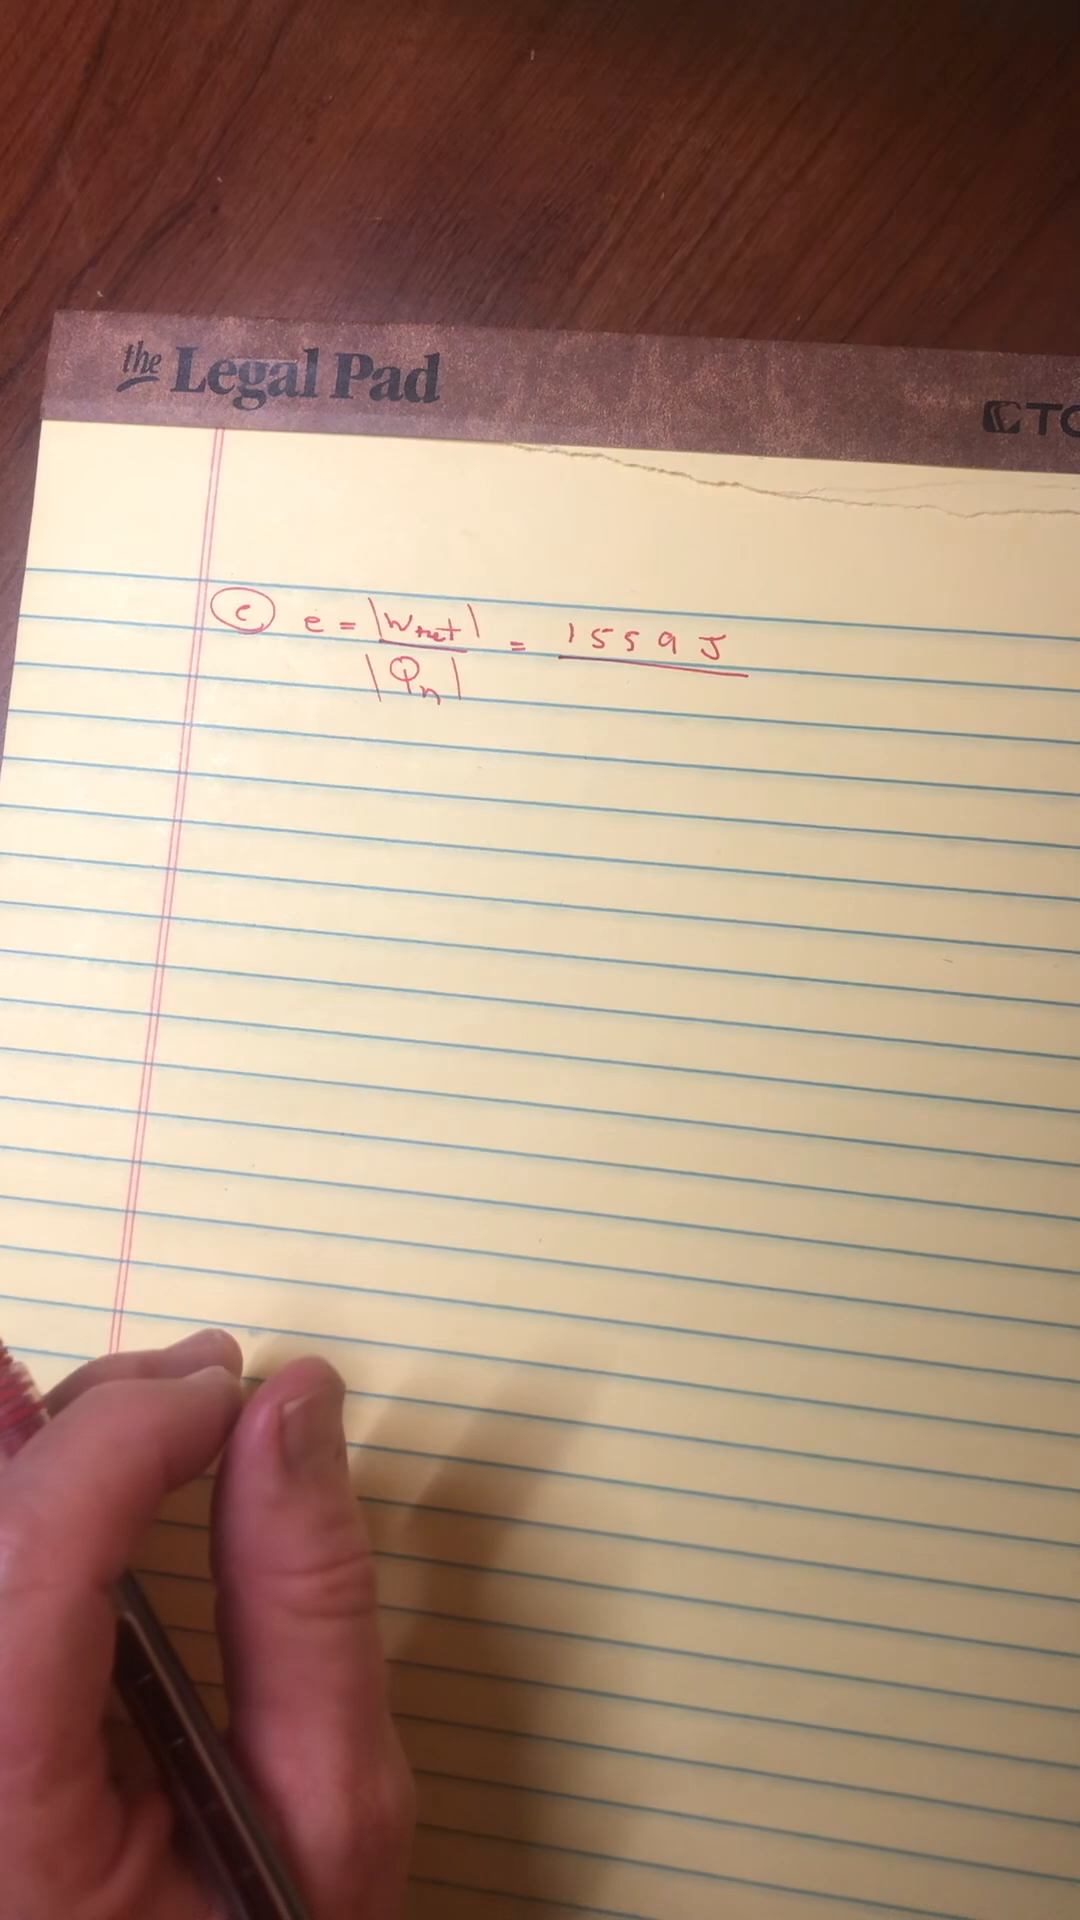 the Legal Pad
TO
(c) e = |Wnet| / |Qh| = 1559 J